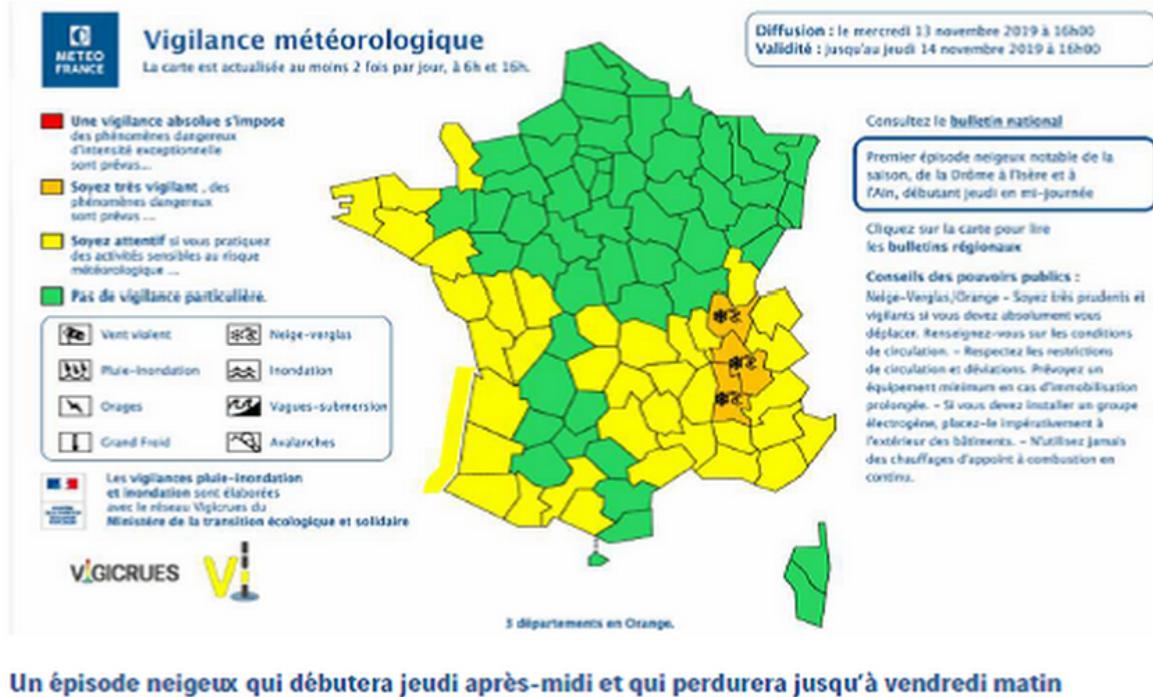 METEO
FRANCE
Vigilance météorologique
La carte est actualisée au moins 2 fois par jour, à 6h et 16h.
Diffusion : le mercredi 13 novembre 2019 à 16h00
Validité : jusqu'au jeudi 14 novembre 2019 à 16h00
Une vigilance absolue s'impose
des phénomènes dangereux
d'intensité exceptionnelle
sont prévus...
Soyez très vigilant , des
phénomènes dangereux
sont prévus ...
Soyez attentif si vous pratiquez
des activités sensibles au risque
météorologique ...
Pas de vigilance particulière.
Vent violent
Neige-verglas
Pluie-inondation
Inondation
Orages
Vagues-submersion
Grand Froid
Avalanches
Les vigilances pluie-inondation
et inondation sont élaborées
avec le réseau Vigicrues du
Ministère de la transition écologique et solidaire
VIGICRUES
Consultez le bulletin national
Premier épisode neigeux notable de la
saison, de la Drôme à l'Isère et à
l'Ain, débutant jeudi en mi-journée
Cliquez sur la carte pour lire
les bulletins régionaux
Conseils des pouvoirs publics :
Neige-Verglas/Orange - Soyez très prudents et
vigilants si vous devez absolument vous
déplacer. Renseignez-vous sur les conditions
de circulation. - Respectez les restrictions
de circulation et déviations. Prévoyez un
équipement minimum en cas d'immobilisation
prolongée. - Si vous devez installer un groupe
électrogène, placez-le impérativement à
l'extérieur des bâtiments. - N'utilisez jamais
des chauffages d'appoint à combustion en
continu.
3 départements en Orange.
Un épisode neigeux qui débutera jeudi après-midi et qui perdurera jusqu'à vendredi matin